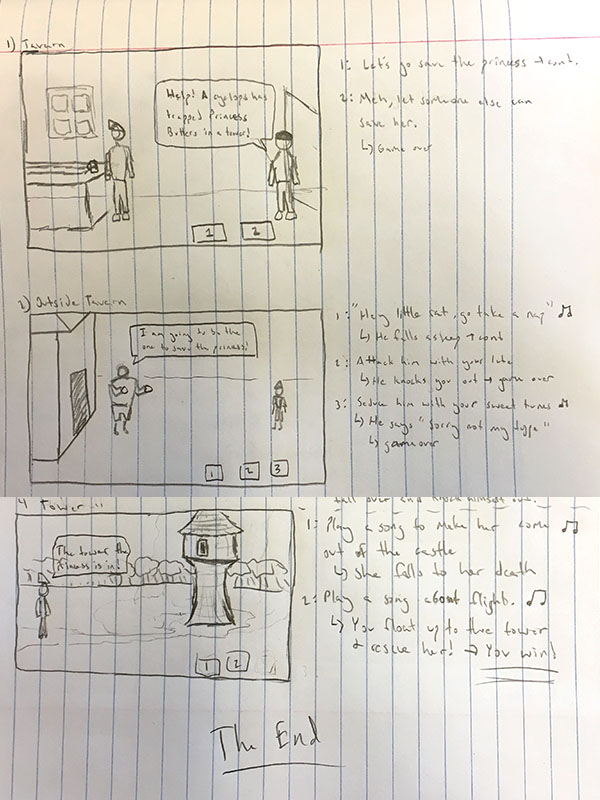 1) Tavern
Help! A cyclops has
trapped Princess
Butters in a tower!
1 2
1: Let's go save the princess → cont.
2: Meh, let someone else can
save her.
↳ Game over
2) Outside Tavern
I am going to be the
one to save the princess!
1 2 3
1: "Hey little cat, go take a nap" ♫
↳ He falls asleep → cont
2: Attack him with your lute
↳ He knocks you out → game over
3: Seduce him with your sweet tunes ♫
↳ He says "sorry not my type"
↳ game over
fall over and knock himself out.
4 Tower
The tower the
princess is in!
1 2
1: Play a song to make her come ♫
out of the castle
↳ She falls to her death
2: Play a song about flight. ♫
↳ You float up to the tower
& rescue her! → You win!
The End